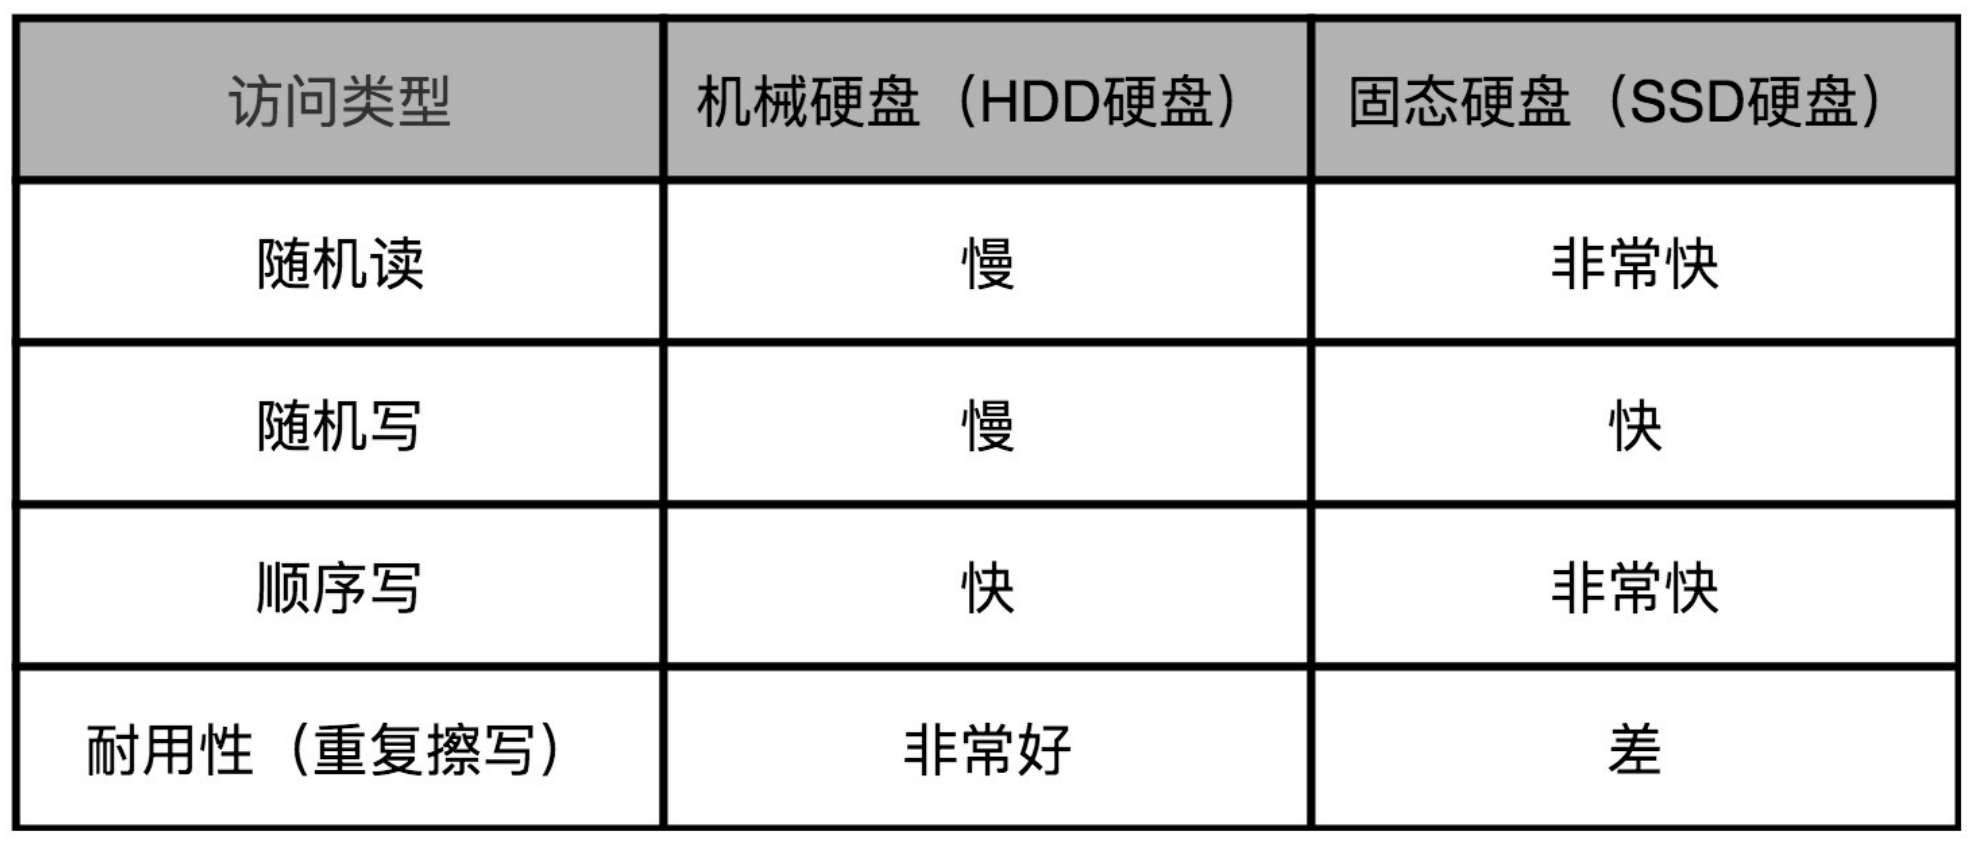 访问类型 机械硬盘（HDD硬盘） 固态硬盘（SSD硬盘）
随机读 慢 非常快
随机写 慢 快
顺序写 快 非常快
耐用性（重复擦写） 非常好 差